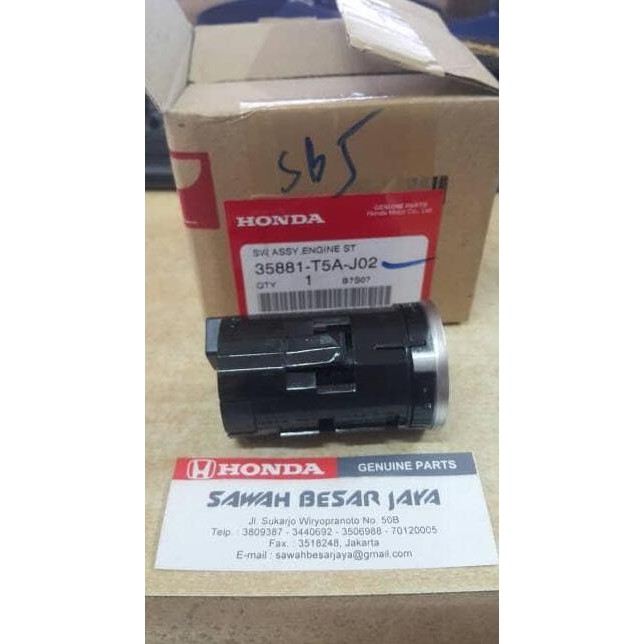 sb5
GENUINE PARTS
Honda Motor Co., Ltd.
HONDA
SW ASSY,ENGINE ST
35881-T5A-J02
QTY 1 B7S07
HONDA GENUINE PARTS
SAWAH BESAR JAYA
Jl. Sukarjo Wiryopranoto No. 50B
Telp. : 3809387 - 3440692 - 3506988 - 70120005
Fax. : 3518248, Jakarta
E-mail : sawahbesarjaya@gmail.com